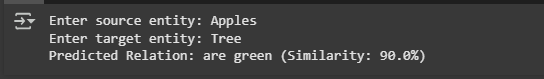 Enter source entity: Apples
Enter target entity: Tree
Predicted Relation: are green (Similarity: 90.0%)